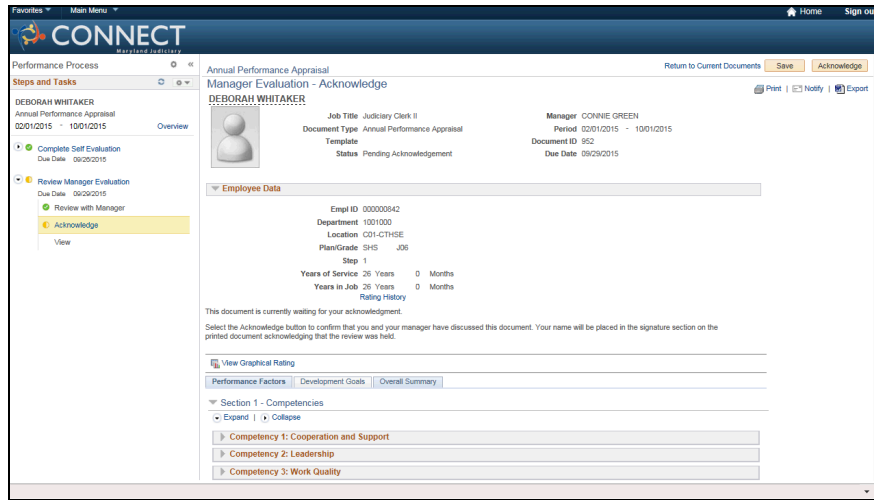 Favorites Main Menu Home Sign ou
CONNECT
Maryland Judiciary
Performance Process
Steps and Tasks
DEBORAH WHITAKER
Annual Performance Appraisal
02/01/2015 - 10/01/2015 Overview
Complete Self Evaluation
Due Date 09/26/2015
Review Manager Evaluation
Due Date 09/29/2015
Review with Manager
Acknowledge
View
Annual Performance Appraisal Return to Current Documents Save Acknowledge
Manager Evaluation - Acknowledge
Print | Notify | Export
DEBORAH WHITAKER
Job Title Judiciary Clerk II Manager CONNIE GREEN
Document Type Annual Performance Appraisal Period 02/01/2015 - 10/01/2015
Template Document ID 952
Status Pending Acknowledgement Due Date 09/29/2015
Employee Data
Empl ID 000000842
Department 1001000
Location C01-CTHSE
Plan/Grade SHS J06
Step 1
Years of Service 26 Years 0 Months
Years in Job 26 Years 0 Months
Rating History
This document is currently waiting for your acknowledgment.
Select the Acknowledge button to confirm that you and your manager have discussed this document. Your name will be placed in the signature section on the
printed document acknowledging that the review was held.
View Graphical Rating
Performance Factors Development Goals Overall Summary
Section 1 - Competencies
Expand | Collapse
Competency 1: Cooperation and Support
Competency 2: Leadership
Competency 3: Work Quality